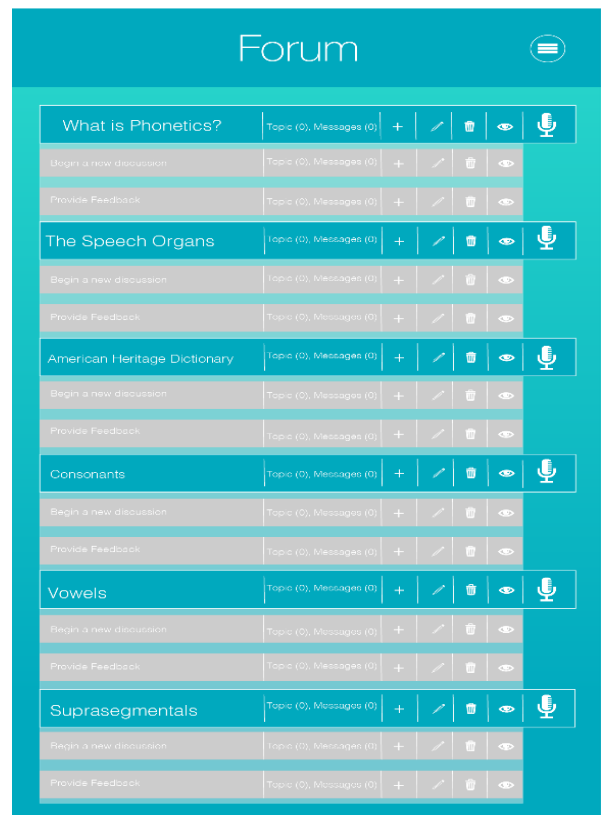 Forum
What is Phonetics? Topic (0), Messages (0)
Begin a new discussion Topic (0), Messages (0)
Provide Feedback Topic (0), Messages (0)
The Speech Organs Topic (0), Messages (0)
Begin a new discussion Topic (0), Messages (0)
Provide Feedback Topic (0), Messages (0)
American Heritage Dictionary Topic (0), Messages (0)
Begin a new discussion Topic (0), Messages (0)
Provide Feedback Topic (0), Messages (0)
Consonants Topic (0), Messages (0)
Begin a new discussion Topic (0), Messages (0)
Provide Feedback Topic (0), Messages (0)
Vowels Topic (0), Messages (0)
Begin a new discussion Topic (0), Messages (0)
Provide Feedback Topic (0), Messages (0)
Suprasegmentals Topic (0), Messages (0)
Begin a new discussion Topic (0), Messages (0)
Provide Feedback Topic (0), Messages (0)